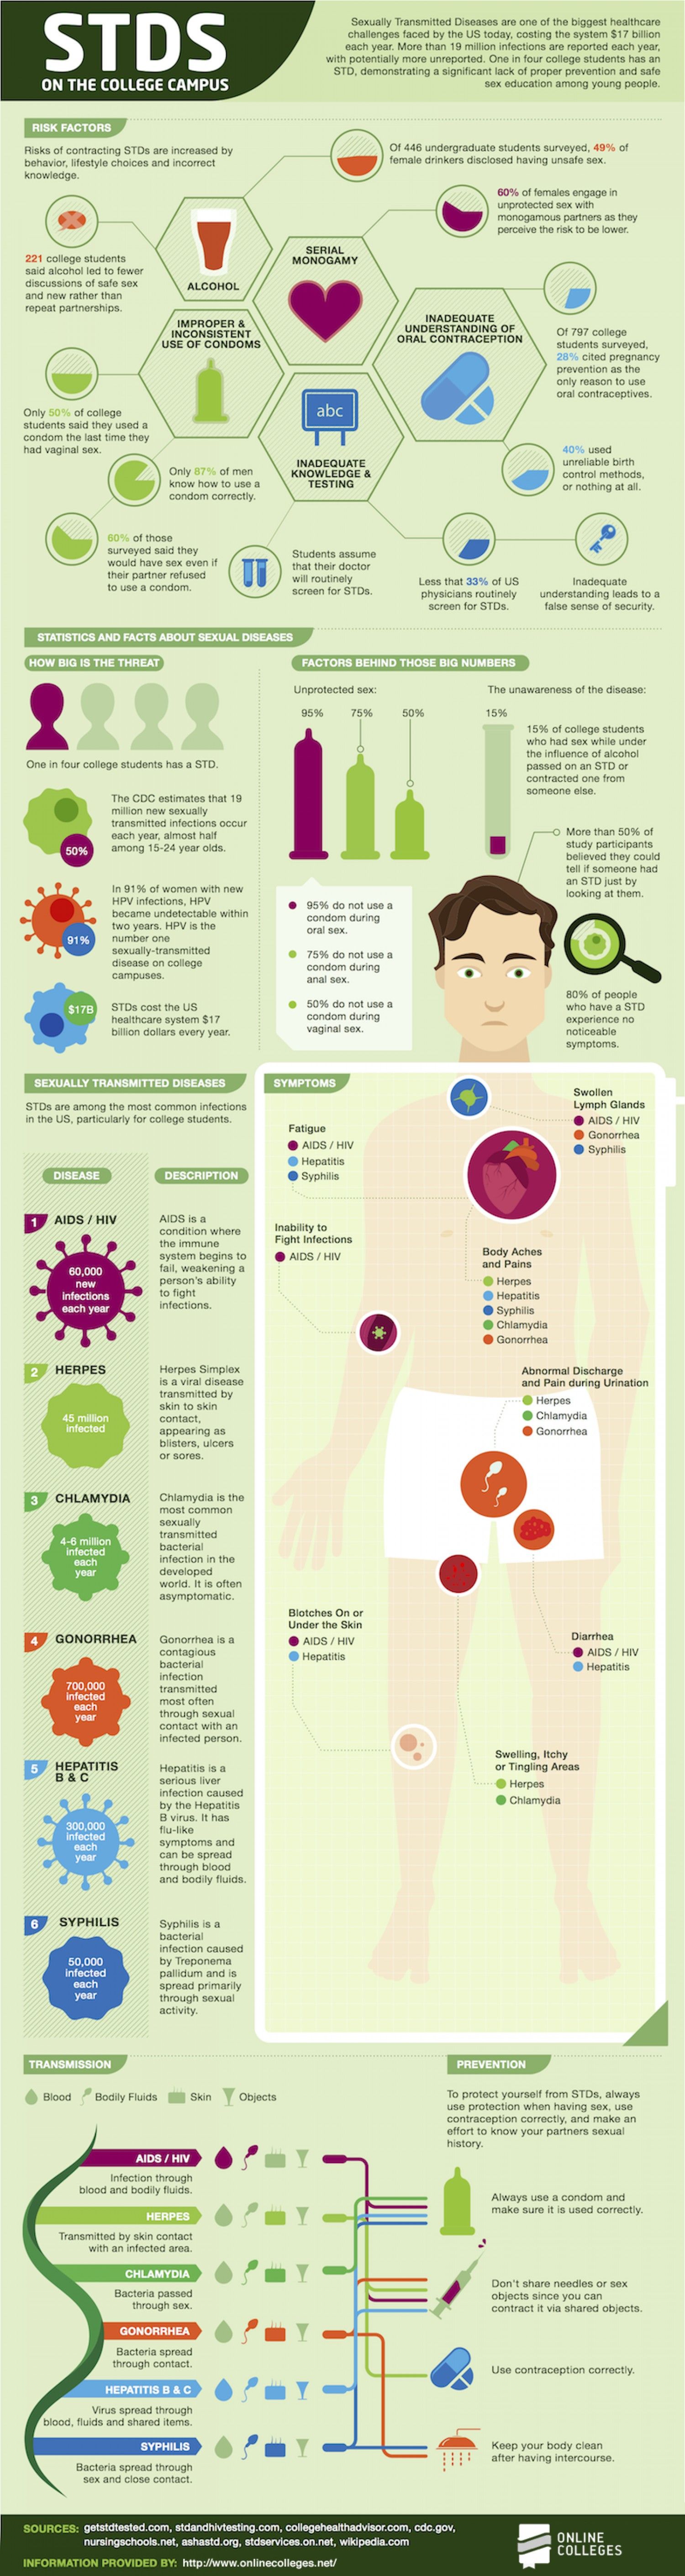 STDS
ON THE COLLEGE CAMPUS
Sexually Transmitted Diseases are one of the biggest healthcare
challenges faced by the US today, costing the system $17 billion
each year. More than 19 million infections are reported each year,
with potentially more unreported. One in four college students has an
STD, demonstrating a significant lack of proper prevention and safe
sex education among young people.
RISK FACTORS
Risks of contracting STDs are increased by
behavior, lifestyle choices and incorrect
knowledge.
Of 446 undergraduate students surveyed, 49% of
female drinkers disclosed having unsafe sex.
60% of females engage in
unprotected sex with
monogamous partners as they
perceive the risk to be lower.
221 college students
said alcohol led to fewer
discussions of safe sex
and new rather than
repeat partnerships.
ALCOHOL
SERIAL
MONOGAMY
IMPROPER &
INCONSISTENT
USE OF CONDOMS
INADEQUATE
UNDERSTANDING OF
ORAL CONTRACEPTION
Of 797 college
students surveyed,
28% cited pregnancy
prevention as the
only reason to use
oral contraceptives.
abc
INADEQUATE
KNOWLEDGE &
TESTING
Only 50% of college
students said they used a
condom the last time they
had vaginal sex.
Only 87% of men
know how to use a
condom correctly.
40% used
unreliable birth
control methods,
or nothing at all.
60% of those
surveyed said they
would have sex even if
their partner refused
to use a condom.
Students assume
that their doctor
will routinely
screen for STDs.
Less that 33% of US
physicians routinely
screen for STDs.
Inadequate
understanding leads to a
false sense of security.
STATISTICS AND FACTS ABOUT SEXUAL DISEASES
HOW BIG IS THE THREAT
One in four college students has a STD.
The CDC estimates that 19
million new sexually
transmitted infections occur
each year, almost half
among 15-24 year olds.
50%
In 91% of women with new
HPV infections, HPV
became undetectable within
two years. HPV is the
number one
sexually-transmitted
disease on college
campuses.
91%
$17B
STDs cost the US
healthcare system $17
billion dollars every year.
FACTORS BEHIND THOSE BIG NUMBERS
Unprotected sex:
95% 75% 50%
95% do not use a
condom during
oral sex.
75% do not use a
condom during
anal sex.
50% do not use a
condom during
vaginal sex.
The unawareness of the disease:
15%
15% of college students
who had sex while under
the influence of alcohol
passed on an STD or
contracted one from
someone else.
More than 50% of
study participants
believed they could
tell if someone had
an STD just by
looking at them.
80% of people
who have a STD
experience no
noticeable
symptoms.
SEXUALLY TRANSMITTED DISEASES
STDs are among the most common infections
in the US, particularly for college students.
DISEASE DESCRIPTION
1 AIDS / HIV
60,000
new
infections
each year
AIDS is a
condition where
the immune
system begins to
fail, weakening a
person's ability
to fight
infections.
2 HERPES
45 million
infected
Herpes Simplex
is a viral disease
transmitted by
skin to skin
contact,
appearing as
blisters, ulcers
or sores.
3 CHLAMYDIA
4-6 million
infected
each
year
Chlamydia is the
most common
sexually
transmitted
bacterial
infection in the
developed
world. It is often
asymptomatic.
4 GONORRHEA
700,000
infected
each
year
Gonorrhea is a
contagious
bacterial
infection
transmitted
most often
through sexual
contact with an
infected person.
5 HEPATITIS
B & C
300,000
infected
each
year
Hepatitis is a
serious liver
infection caused
by the Hepatitis
B virus. It has
flu-like
symptoms and
can be spread
through blood
and bodily fluids.
6 SYPHILIS
50,000
infected
each
year
Syphilis is a
bacterial
infection caused
by Treponema
pallidum and is
spread primarily
through sexual
activity.
SYMPTOMS
Swollen
Lymph Glands
AIDS / HIV
Gonorrhea
Syphilis
Fatigue
AIDS / HIV
Hepatitis
Syphilis
Inability to
Fight Infections
AIDS / HIV
Body Aches
and Pains
Herpes
Hepatitis
Syphilis
Chlamydia
Gonorrhea
Abnormal Discharge
and Pain during Urination
Herpes
Chlamydia
Gonorrhea
Blotches On or
Under the Skin
AIDS / HIV
Hepatitis
Diarrhea
AIDS / HIV
Hepatitis
Swelling, Itchy
or Tingling Areas
Herpes
Chlamydia
TRANSMISSION
Blood Bodily Fluids Skin Objects
AIDS / HIV
Infection through
blood and bodily fluids.
HERPES
Transmitted by skin contact
with an infected area.
CHLAMYDIA
Bacteria passed
through sex.
GONORRHEA
Bacteria spread
through contact.
HEPATITIS B & C
Virus spread through
blood, fluids and shared items.
SYPHILIS
Bacteria spread through
sex and close contact.
PREVENTION
To protect yourself from STDs, always
use protection when having sex, use
contraception correctly, and make an
effort to know your partners sexual
history.
Always use a condom and
make sure it is used correctly.
Don't share needles or sex
objects since you can
contract it via shared objects.
Use contraception correctly.
Keep your body clean
after having intercourse.
SOURCES: getstdtested.com, stdandhivtesting.com, collegehealthadvisor.com, cdc.gov,
nursingschools.net, ashastd.org, stdservices.on.net, wikipedia.com
INFORMATION PROVIDED BY: http://www.onlinecolleges.net/
ONLINE
COLLEGES